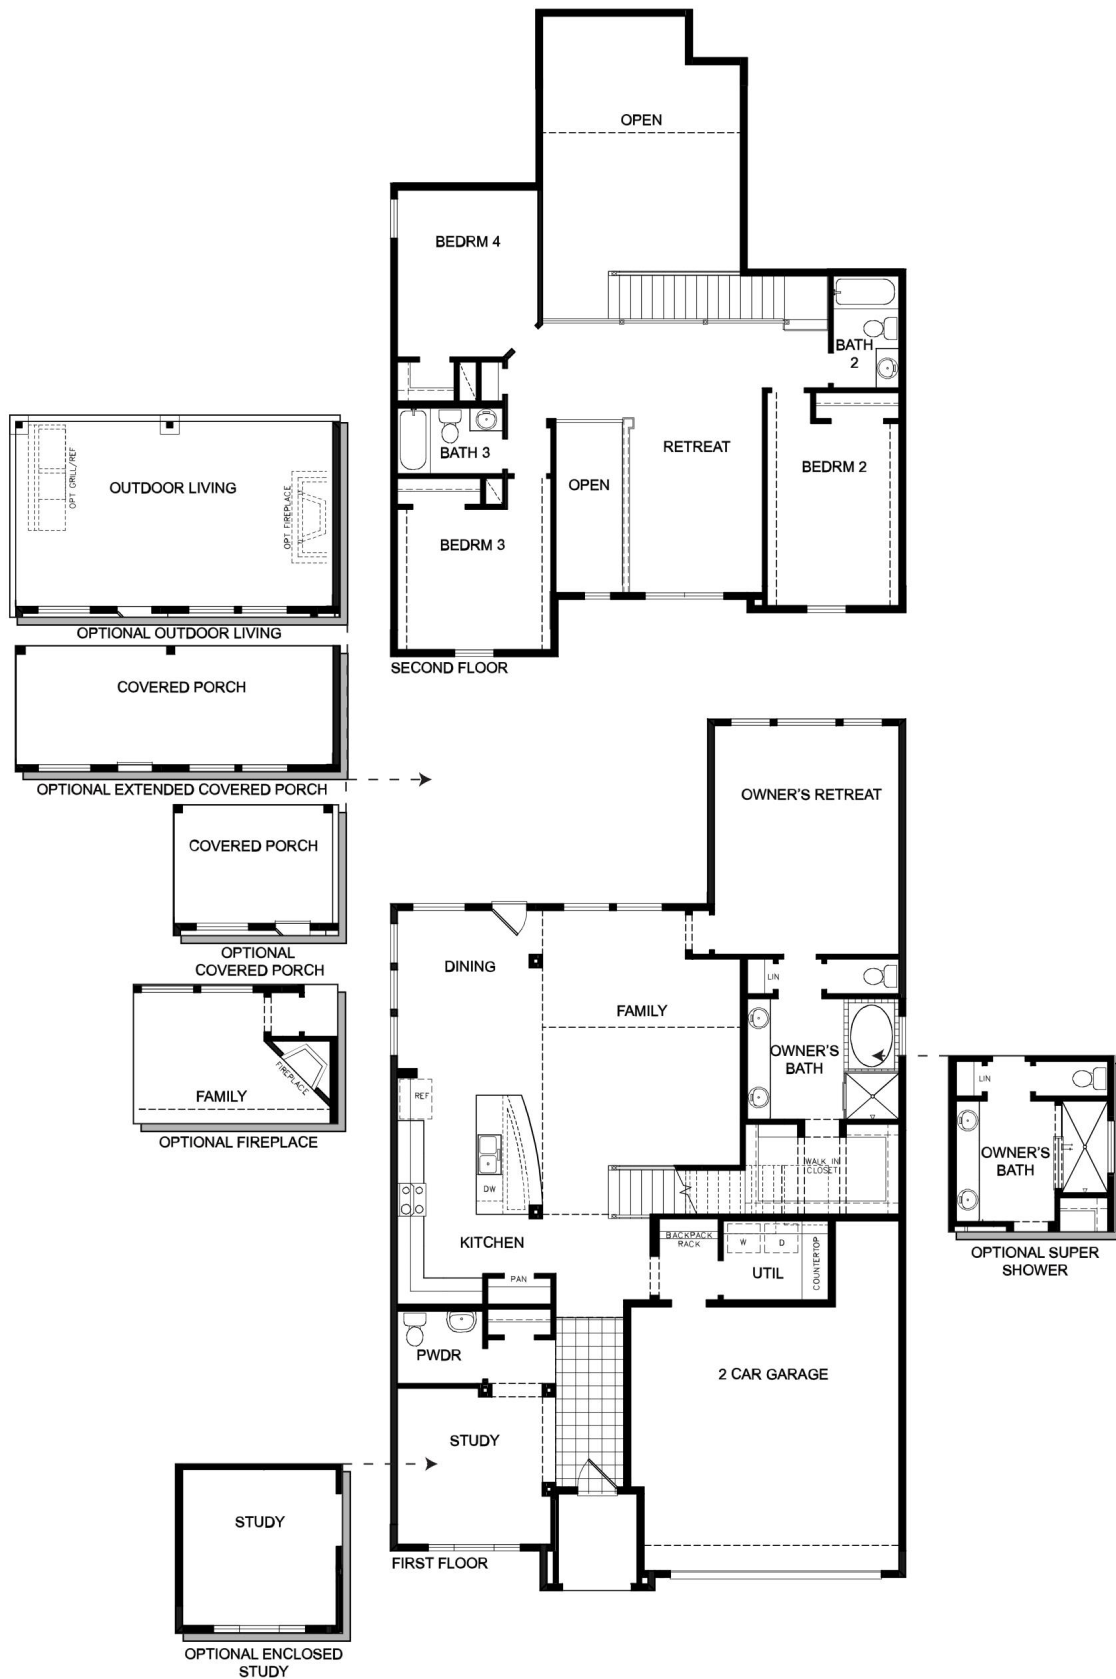 OPEN
BEDRM 4
BATH
2
BATH 3
RETREAT
BEDRM 2
OPEN
BEDRM 3
SECOND FLOOR
OPT GRILL/REF
OUTDOOR LIVING
OPT FIREPLACE
OPTIONAL OUTDOOR LIVING
COVERED PORCH
OPTIONAL EXTENDED COVERED PORCH
COVERED PORCH
OPTIONAL
COVERED PORCH
FIREPLACE
FAMILY
OPTIONAL FIREPLACE
OWNER'S RETREAT
DINING
LIN
FAMILY
OWNER'S
BATH
REF
DW
WALK IN
CLOSET
KITCHEN
BACKPACK
RACK
W
D
COUNTERTOP
UTIL
PAN
PWDR
2 CAR GARAGE
STUDY
FIRST FLOOR
LIN
OWNER'S
BATH
OPTIONAL SUPER
SHOWER
STUDY
OPTIONAL ENCLOSED
STUDY